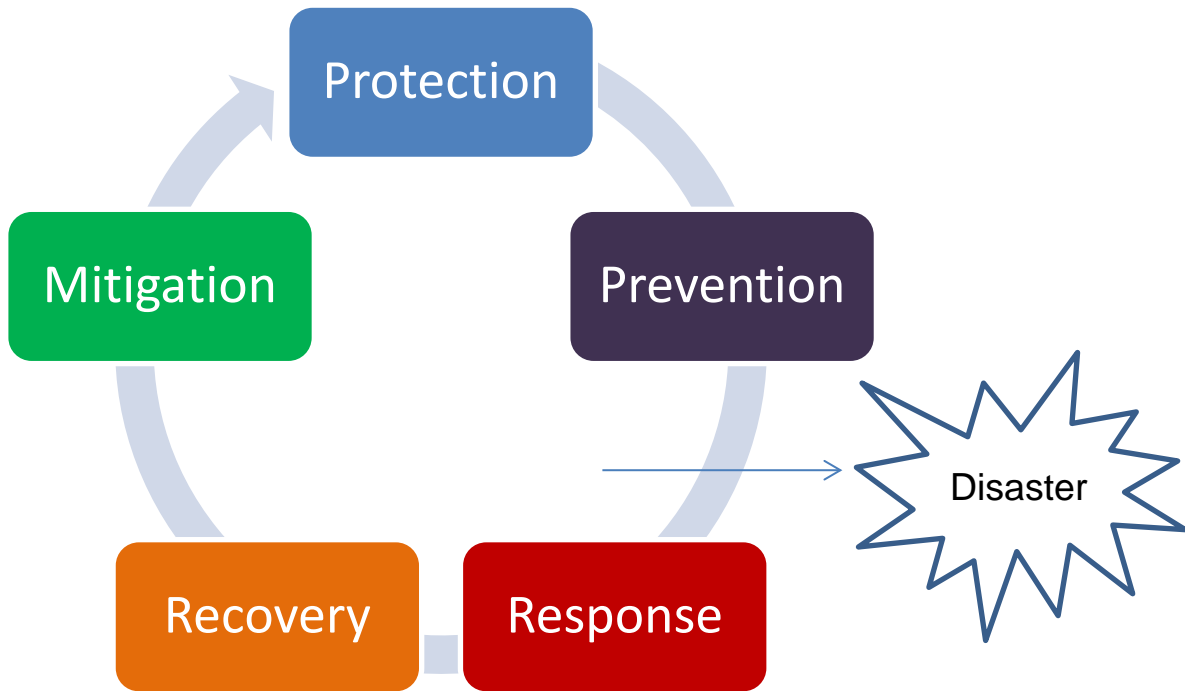 Protection
Mitigation
Prevention
Disaster
Recovery
Response